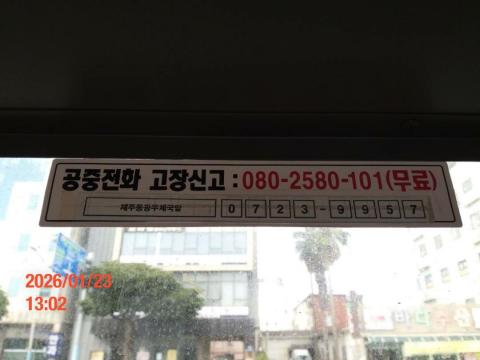 공중전화 고장신고 : 080-2580-101(무료)
제주동광우체국앞 0723-9957
2026/01/23
13:02